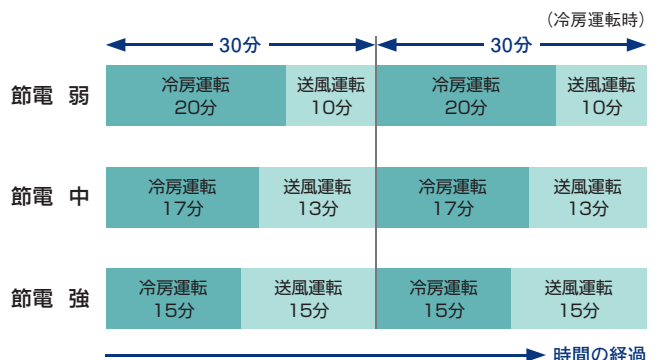 (冷房運転時)
30分 30分
節電 弱
冷房運転 送風運転 冷房運転 送風運転
20分 10分 20分 10分
節電 中
冷房運転 送風運転 冷房運転 送風運転
17分 13分 17分 13分
節電 強
冷房運転 送風運転 冷房運転 送風運転
15分 15分 15分 15分
時間の経過